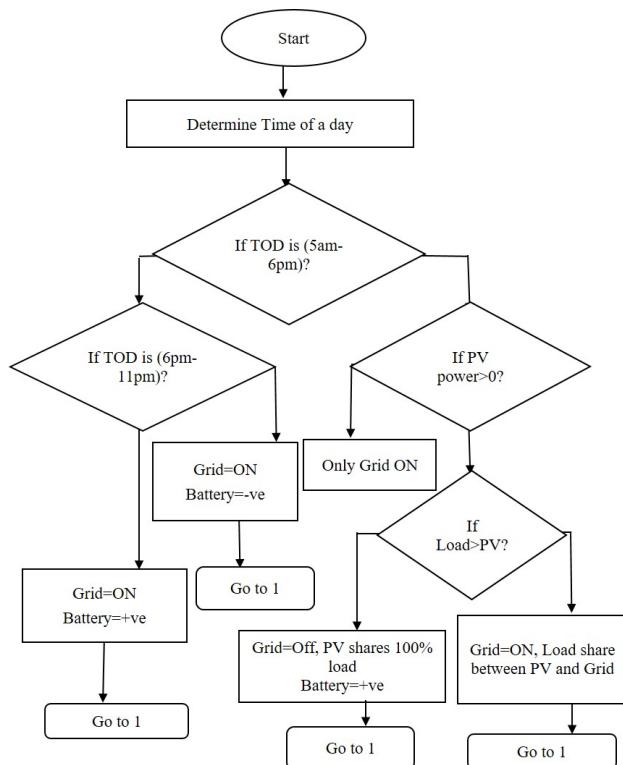 Start
Determine Time of a day
If TOD is (5am-
6pm)?
If TOD is (6pm-
11pm)?
If PV
power>0?
Grid=ON
Battery=-ve
Only Grid ON
If
Load>PV?
Grid=ON
Battery=+ve
Go to 1
Grid=Off, PV shares 100%
load
Battery=+ve
Grid=ON, Load share
between PV and Grid
Go to 1
Go to 1
Go to 1